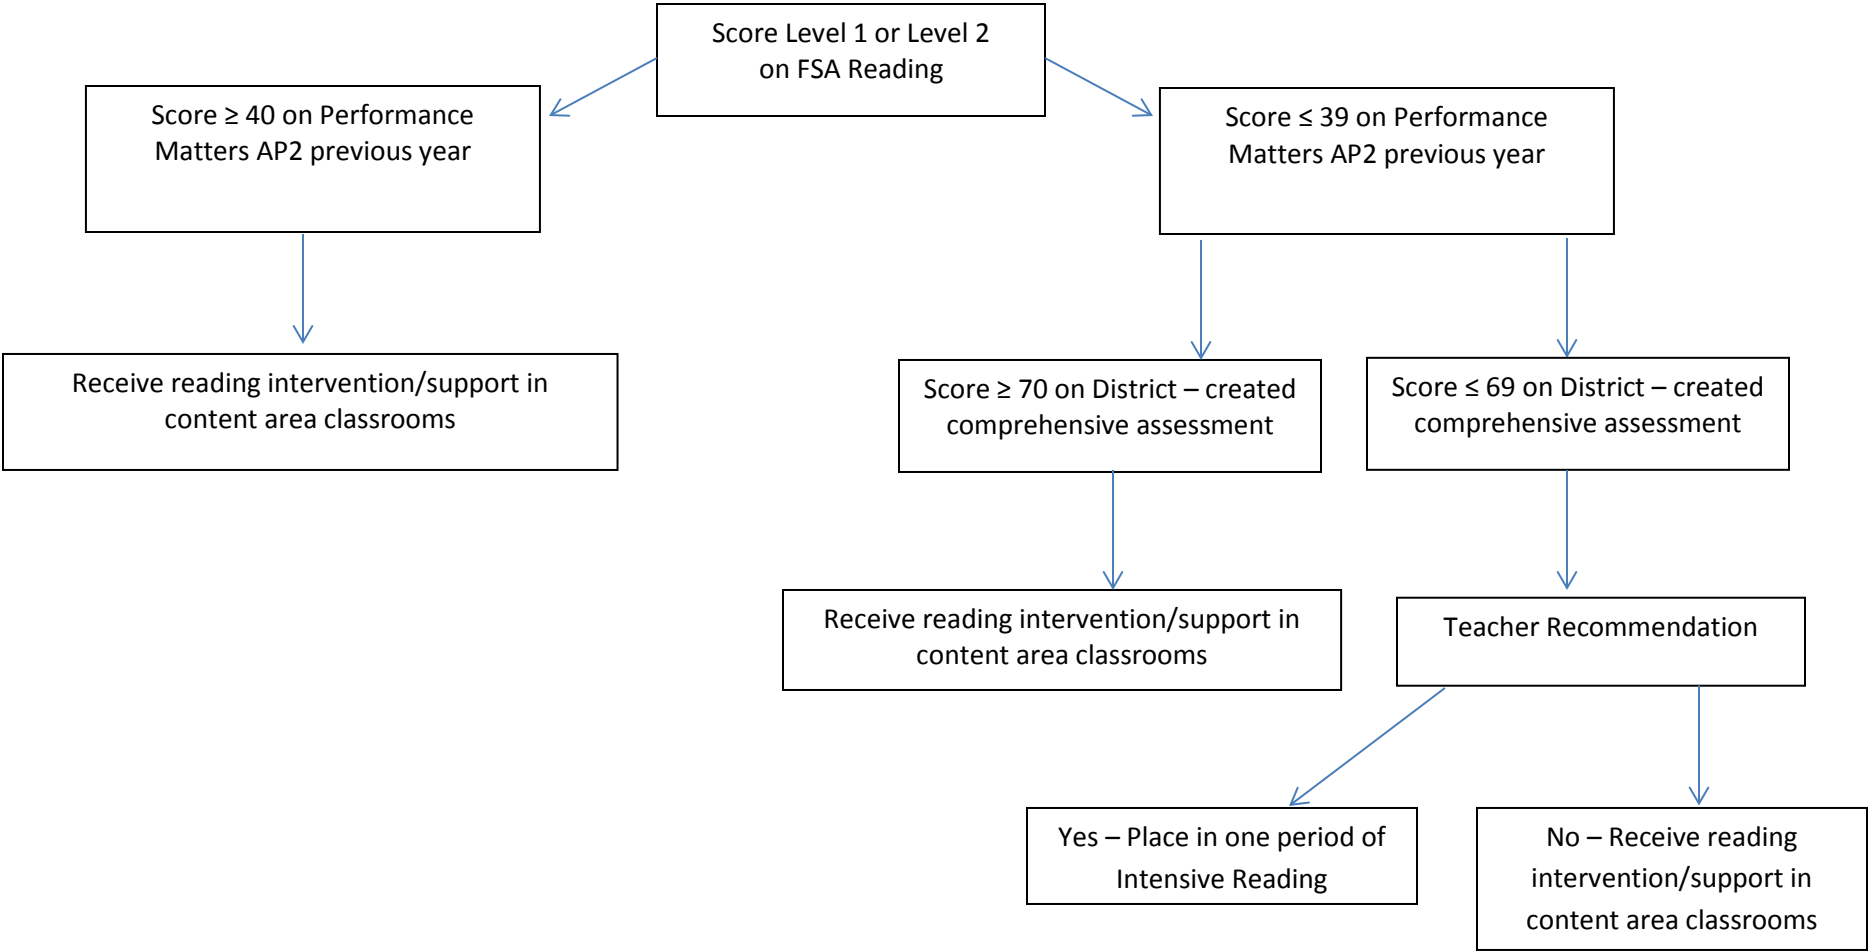 Score Level 1 or Level 2
on FSA Reading
Score ≥ 40 on Performance
Matters AP2 previous year
Score ≤ 39 on Performance
Matters AP2 previous year
Receive reading intervention/support in
content area classrooms
Score ≥ 70 on District – created
comprehensive assessment
Score ≤ 69 on District – created
comprehensive assessment
Receive reading intervention/support in
content area classrooms
Teacher Recommendation
Yes – Place in one period of
Intensive Reading
No – Receive reading
intervention/support in
content area classrooms